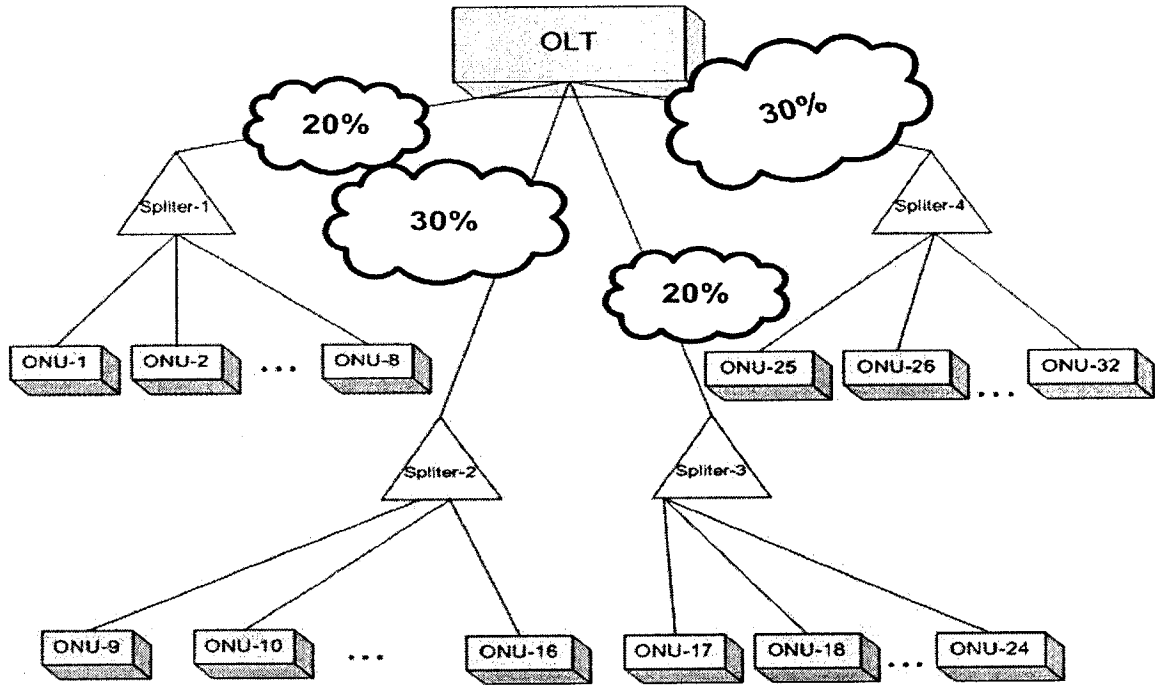 OLT
20%
30%
30%
20%
Spliter-1
Spliter-4
ONU-1
ONU-2
...
ONU-8
ONU-25
ONU-26
...
ONU-32
Spliter-2
Spliter-3
ONU-9
ONU-10
...
ONU-16
ONU-17
ONU-18
...
ONU-24